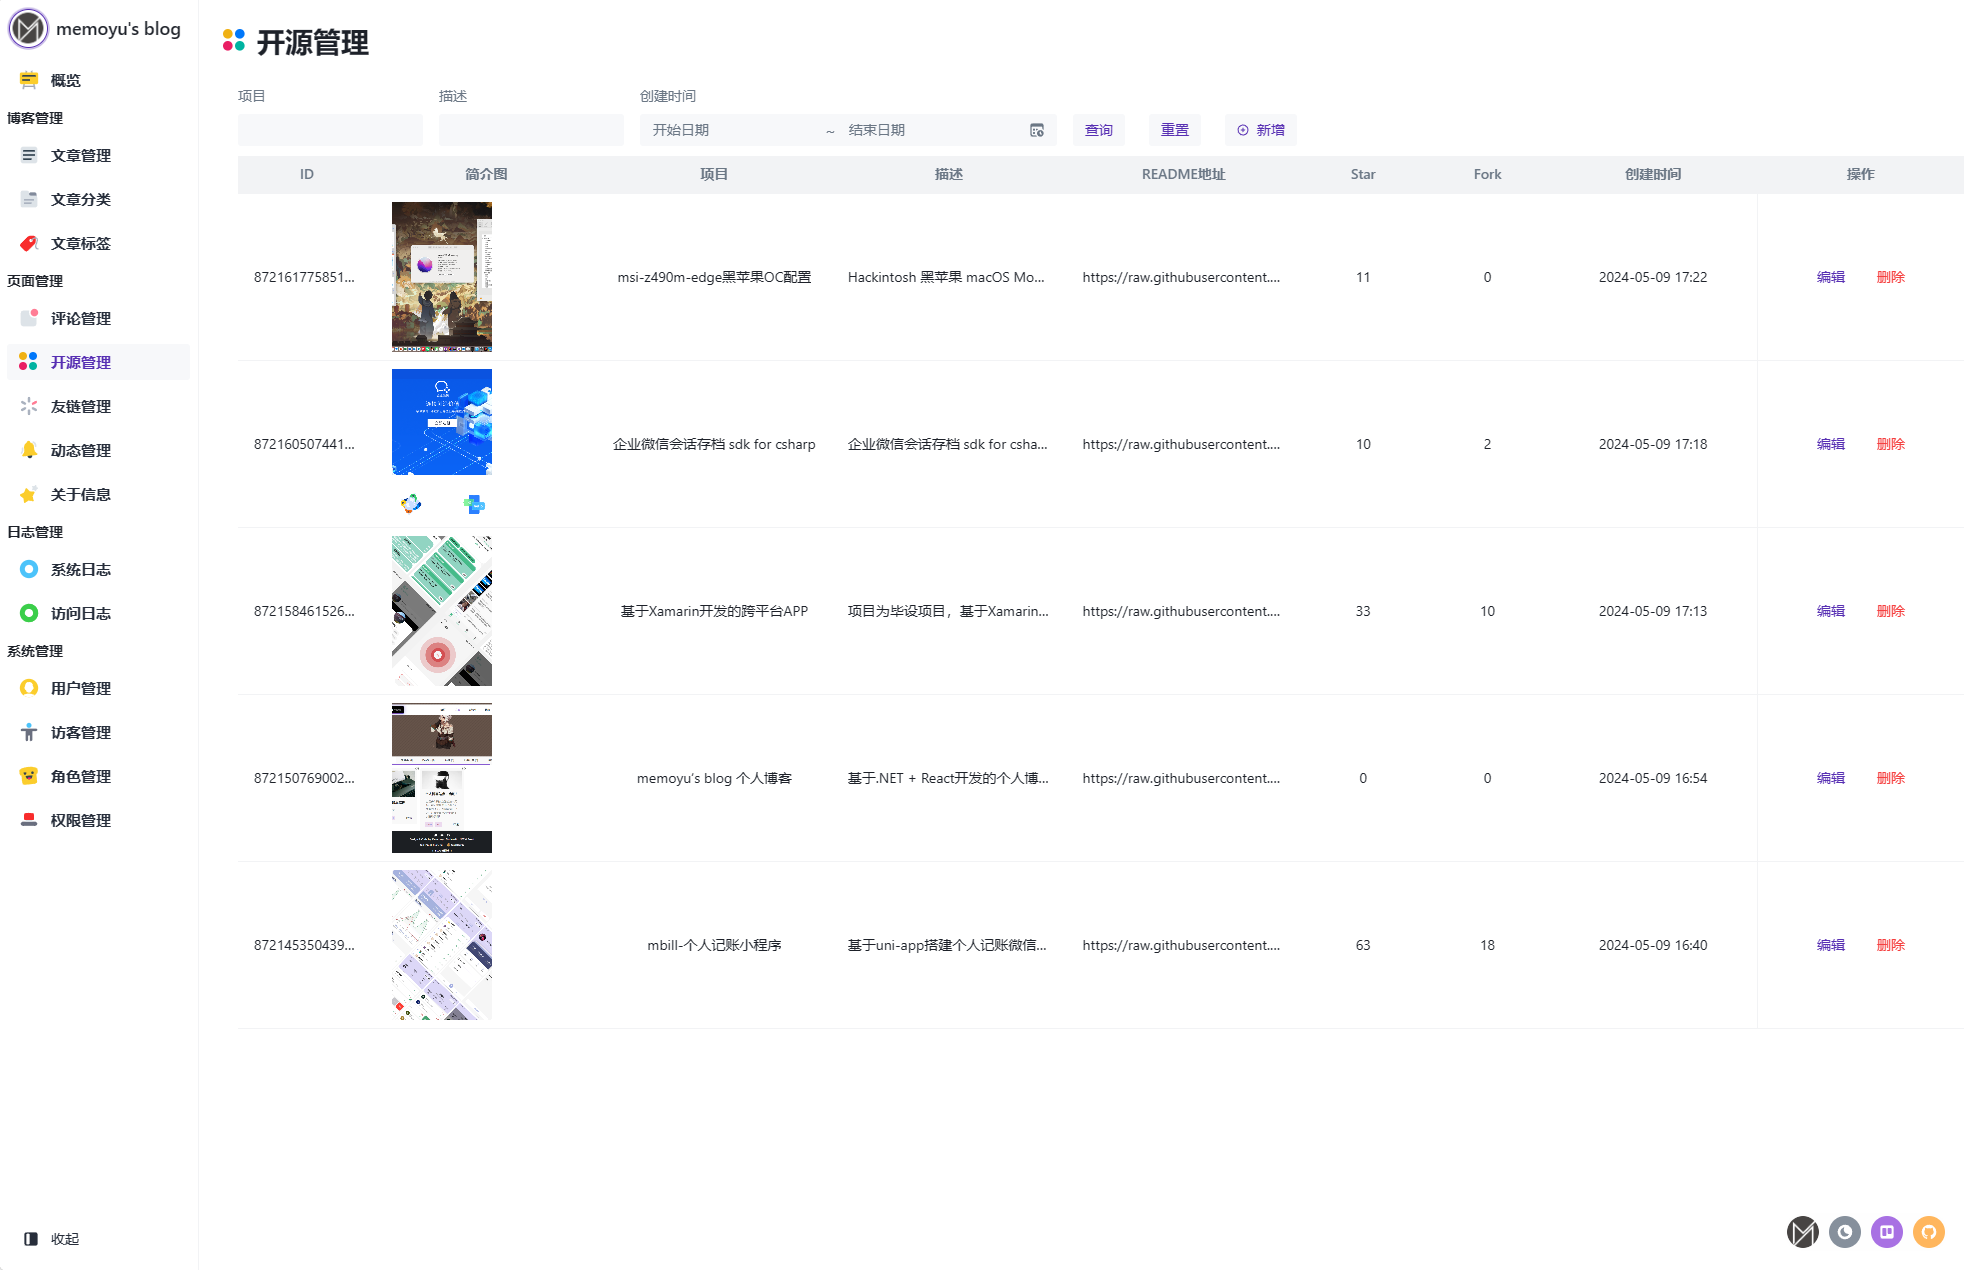 memoyu's blog
概览
博客管理
文章管理
文章分类
文章标签
页面管理
评论管理
开源管理
友链管理
动态管理
关于信息
日志管理
系统日志
访问日志
系统管理
用户管理
访客管理
角色管理
权限管理
收起
开源管理
项目 描述 创建时间
开始日期 ~ 结束日期 查询 重置 新增
ID 简介图 项目 描述 README地址 Star Fork 创建时间 操作
872161775851... msi-z490m-edge黑苹果OC配置 Hackintosh 黑苹果 macOS Mo... https://raw.githubusercontent.... 11 0 2024-05-09 17:22 编辑 删除
872160507441... 企业微信会话存档 sdk for csharp 企业微信会话存档 sdk for csha... https://raw.githubusercontent.... 10 2 2024-05-09 17:18 编辑 删除
872158461526... 基于Xamarin开发的跨平台APP 项目为毕设项目，基于Xamarin... https://raw.githubusercontent.... 33 10 2024-05-09 17:13 编辑 删除
872150769002... memoyu's blog 个人博客 基于.NET + React开发的个人博... https://raw.githubusercontent.... 0 0 2024-05-09 16:54 编辑 删除
872145350439... mbill-个人记账小程序 基于uni-app搭建个人记账微信... https://raw.githubusercontent.... 63 18 2024-05-09 16:40 编辑 删除